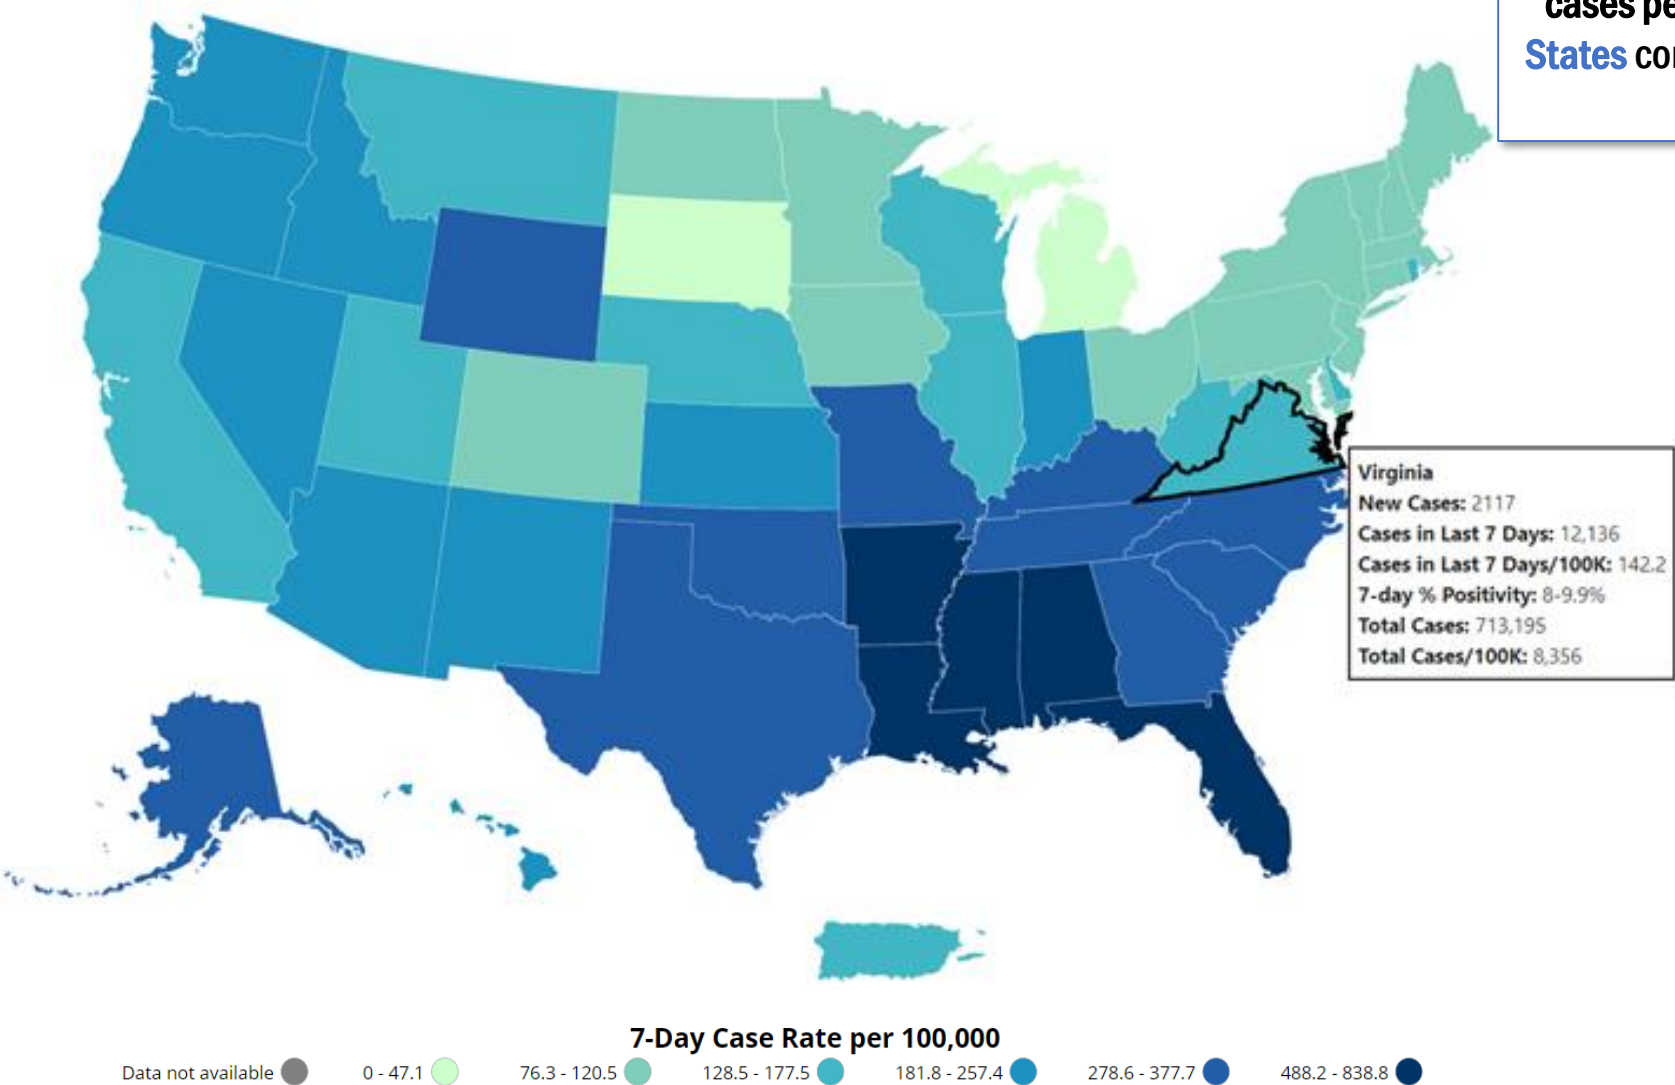 cases pe
States co
Virginia
New Cases: 2117
Cases in Last 7 Days: 12,136
Cases in Last 7 Days/100K: 142.2
7-day % Positivity: 8-9.9%
Total Cases: 713,195
Total Cases/100K: 8,356
7-Day Case Rate per 100,000
Data not available 0 - 47.1 76.3 - 120.5 128.5 - 177.5 181.8 - 257.4 278.6 - 377.7 488.2 - 838.8